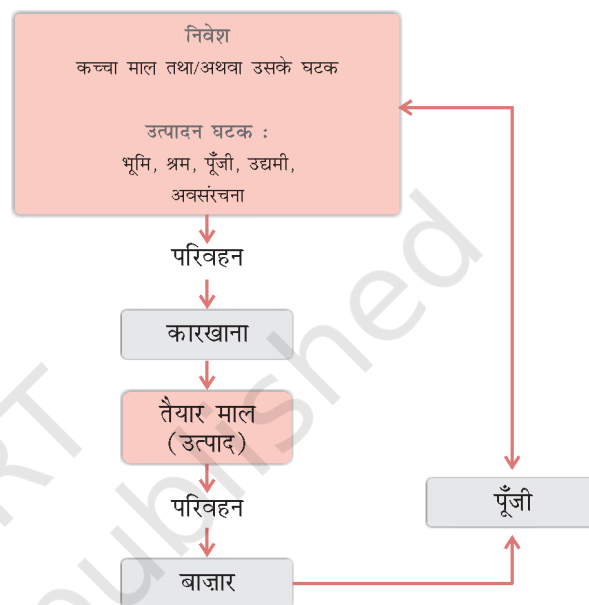 निवेश
कच्चा माल तथा/अथवा उसके घटक
उत्पादन घटक :
भूमि, श्रम, पूँजी, उद्यमी,
अवसंरचना
परिवहन
कारखाना
तैयार माल
(उत्पाद)
परिवहन
पूँजी
बाज़ार